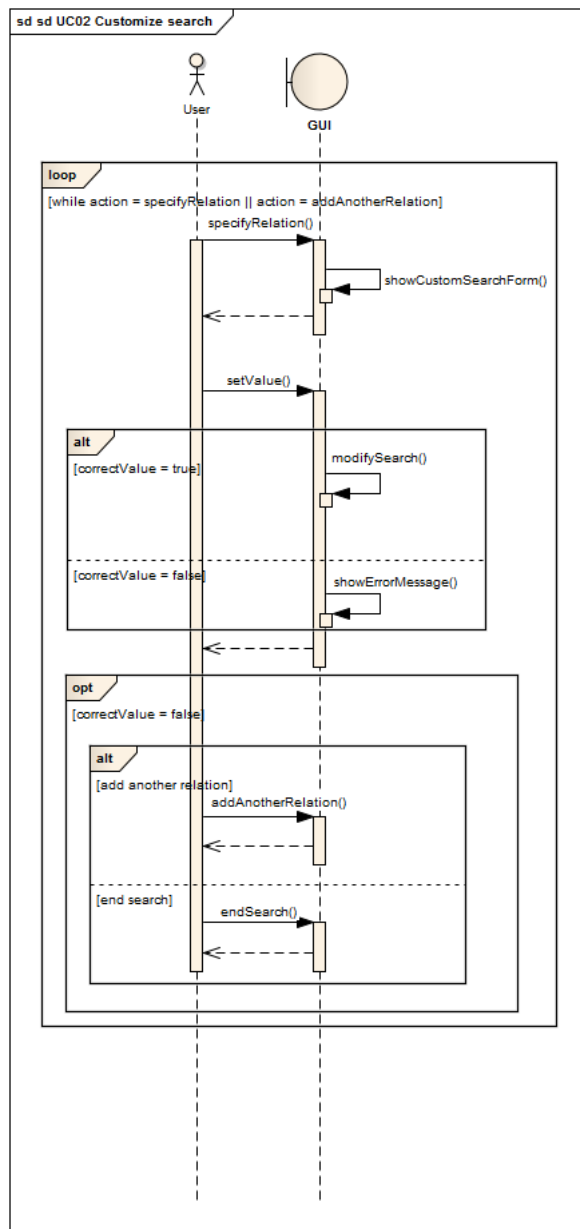 sd sd UC02 Customize search
User
GUI
loop
[while action = specifyRelation || action = addAnotherRelation]
specifyRelation()
showCustomSearchForm()
setValue()
alt
modifySearch()
[correctValue = true]
[correctValue = false]
showErrorMessage()
opt
[correctValue = false]
alt
[add another relation]
addAnotherRelation()
[end search]
endSearch()